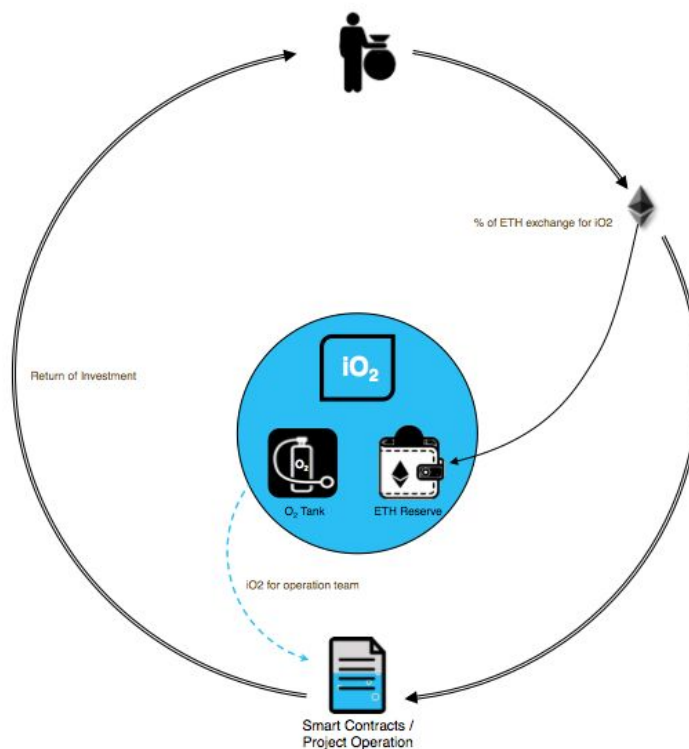 % of ETH exchange for iO2
iO₂
Return of Investment
O₂
O₂ Tank
ETH Reserve
iO2 for operation team
Smart Contracts /
Project Operation